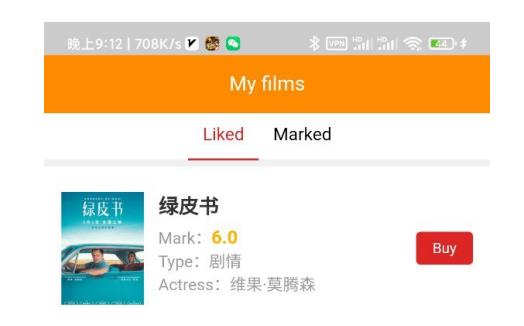 晚上9:12 | 708K/s
VPN HD HD 44
My films
Liked Marked
绿皮书
绿皮书
Mark: 6.0
Buy
Type: 剧情
Actress: 维果·莫腾森